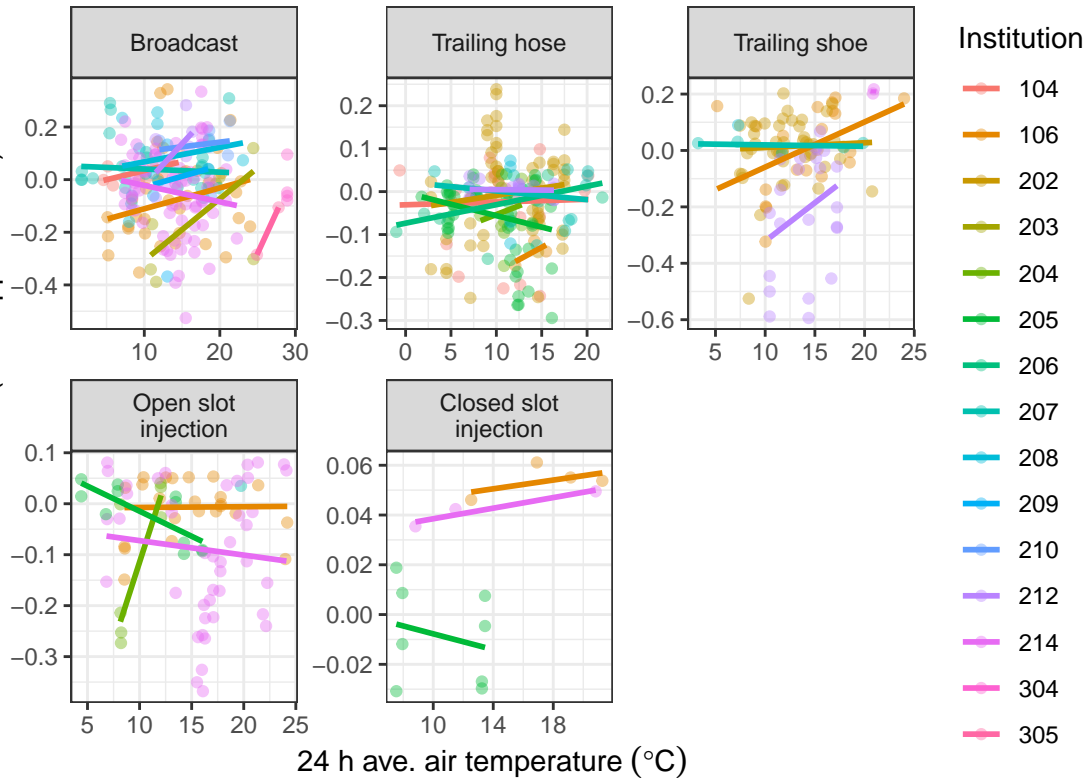 Broadcast
Trailing hose
Trailing shoe
Institution
104
106
202
203
204
205
206
207
208
209
210
212
214
304
305
0.2
0.0
−0.2
−0.4
10 20 30
0.2
0.1
0.0
−0.1
−0.2
−0.3
0 5 10 15 20
0.2
0.0
−0.2
−0.4
−0.6
5 10 15 20 25
Open slot
injection
Closed slot
injection
0.1
0.0
−0.1
−0.2
−0.3
5 10 15 20 25
0.06
0.04
0.02
0.00
−0.02
10 14 18
24 h ave. air temperature (°C)